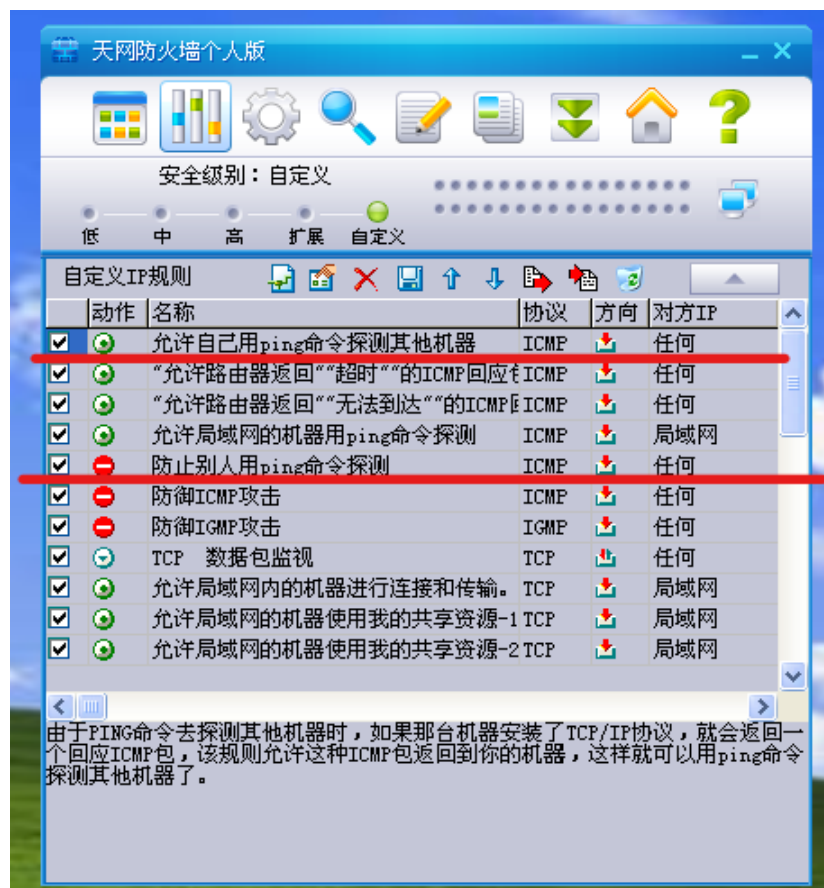 天网防火墙个人版
安全级别：自定义
低 中 高 扩展 自定义
自定义IP规则
动作 名称 协议 方向 对方IP
允许自己用ping命令探测其他机器 ICMP 任何
“允许路由器返回““超时““的ICMP回应 ICMP 任何
“允许路由器返回““无法到达““的ICMP ICMP 任何
允许局域网的机器用ping命令探测 ICMP 局域网
防止别人用ping命令探测 ICMP 任何
防御ICMP攻击 ICMP 任何
防御IGMP攻击 IGMP 任何
TCP 数据包监视 TCP 任何
允许局域网内的机器进行连接和传输。 TCP 局域网
允许局域网的机器使用我的共享资源-1 TCP 局域网
允许局域网的机器使用我的共享资源-2 TCP 局域网
由于PING命令去探测其他机器时，如果那台机器安装了TCP/IP协议，就会返回一
个回应ICMP包，该规则允许这种ICMP包返回到你的机器，这样就可以用ping命令
探测其他机器了。